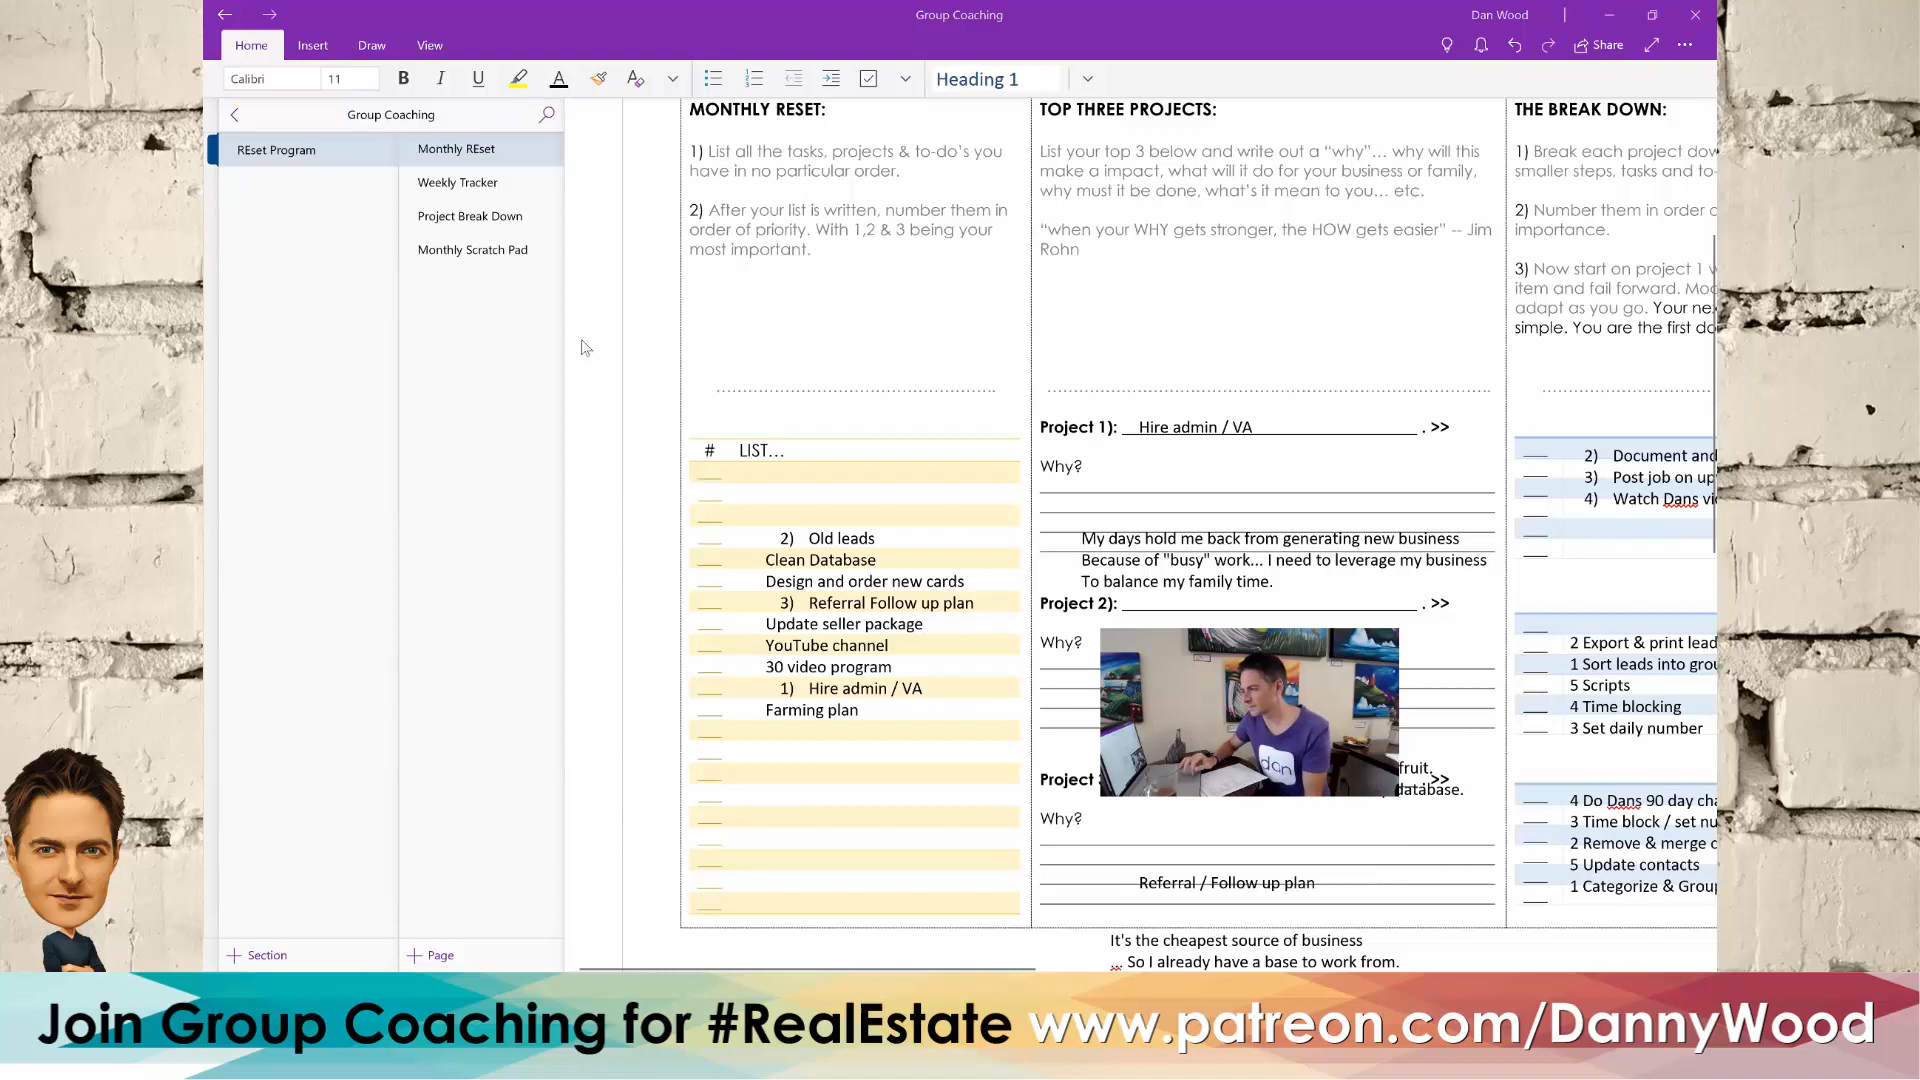 Group Coaching
Dan Wood
Home
Insert
Draw
View
Share
Calibri
11
B
I
U
A
Heading 1
Group Coaching
REset Program
Monthly REset
Weekly Tracker
Project Break Down
Monthly Scratch Pad
Section
Page
MONTHLY RESET:
1) List all the tasks, projects & to-do’s you
have in no particular order.
2) After your list is written, number them in
order of priority. With 1,2 & 3 being your
most important.
# LIST…
2) Old leads
Clean Database
Design and order new cards
3) Referral Follow up plan
Update seller package
YouTube channel
30 video program
1) Hire admin / VA
Farming plan
TOP THREE PROJECTS:
List your top 3 below and write out a “why”… why will this
make a impact, what will it do for your business or family,
why must it be done, what’s it mean to you… etc.
“when your WHY gets stronger, the HOW gets easier” -- Jim
Rohn
Project 1): Hire admin / VA . >>
Why?
My days hold me back from generating new business
Because of "busy" work... I need to leverage my business
To balance my family time.
Project 2): . >>
Why?
fruit.
database.
Project >>
Why?
Referral / Follow up plan
It's the cheapest source of business
... So I already have a base to work from.
THE BREAK DOWN:
1) Break each project
smaller steps, tasks and
2) Number them in order
importance.
3) Now start on project 1
item and fail forward.
adapt as you go. Your
simple. You are the first
2) Document and
3) Post job on
4) Watch Dans
2 Export & print
1 Sort leads into
5 Scripts
4 Time blocking
3 Set daily number
4 Do Dans 90 day
3 Time block / set
2 Remove & merge
5 Update contacts
1 Categorize &
dan
Join Group Coaching for #RealEstate www.patreon.com/DannyWood